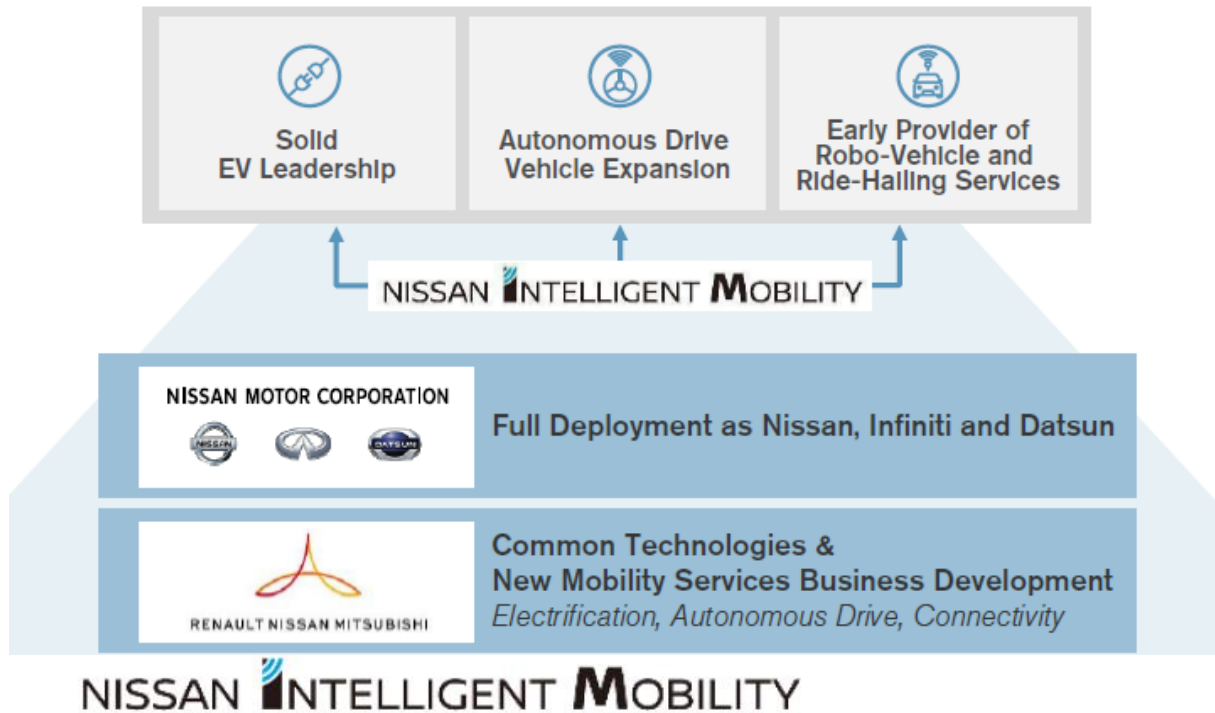 Solid
EV Leadership
Autonomous Drive
Vehicle Expansion
Early Provider of
Robo-Vehicle and
Ride-Hailing Services
NISSAN INTELLIGENT MOBILITY
NISSAN MOTOR CORPORATION
NISSAN
DATSUN
Full Deployment as Nissan, Infiniti and Datsun
RENAULT NISSAN MITSUBISHI
Common Technologies &
New Mobility Services Business Development
Electrification, Autonomous Drive, Connectivity
NISSAN INTELLIGENT MOBILITY